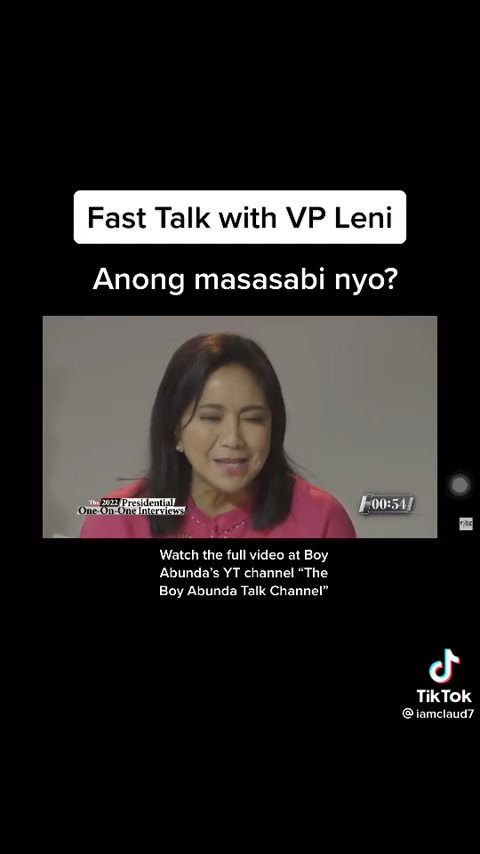 Fast Talk with VP Leni
Anong masasabi nyo?
The 2022 Presidential
One-On-One Interviews
00:54
Watch the full video at Boy
Abunda's YT channel “The
Boy Abunda Talk Channel”
TikTok
@iamclaud7